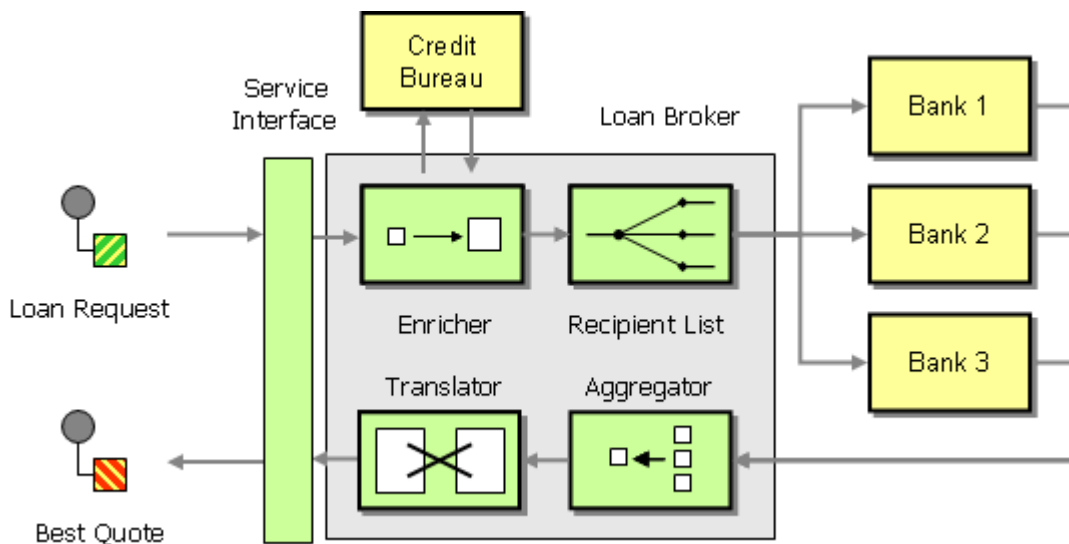 Credit
Bureau
Service
Interface
Loan Broker
Bank 1
Bank 2
Bank 3
Loan Request
Enricher
Recipient List
Translator
Aggregator
Best Quote